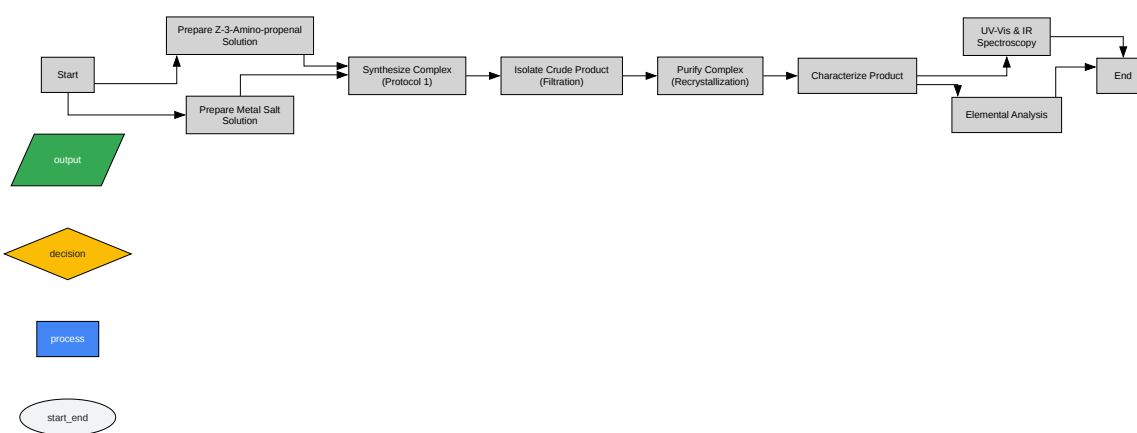 Start
Prepare Z-3-Amino-propenal
Solution
Prepare Metal Salt
Solution
Synthesize Complex
(Protocol 1)
Isolate Crude Product
(Filtration)
Purify Complex
(Recrystallization)
Characterize Product
UV-Vis & IR
Spectroscopy
Elemental Analysis
End
output
decision
process
start_end